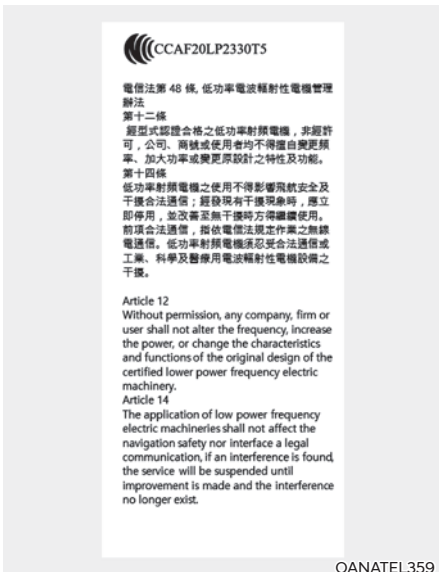 CCAF20LP2330T5
電信法第 48 條, 低功率電波輻射性電機管理
辦法
第十二條
經型式認證合格之低功率射頻電機，非經許
可，公司、商號或使用者均不得擅自變更頻
率、加大功率或變更原設計之特性及功能。
第十四條
低功率射頻電機之使用不得影響飛航安全及
干擾合法通信；經發現有干擾現象時，應立
即停用，並改善至無干擾時方得繼續使用。
前項合法通信，指依電信法規定作業之無線
電通信。低功率射頻電機須忍受合法通信或
工業、科學及醫療用電波輻射性電機設備之
干擾。
Article 12
Without permission, any company, firm or
user shall not alter the frequency, increase
the power, or change the characteristics
and functions of the original design of the
certified lower power frequency electric
machinery.
Article 14
The application of low power frequency
electric machineries shall not affect the
navigation safety nor interface a legal
communication, if an interference is found,
the service will be suspended until
improvement is made and the interference
no longer exist.
OANATEL359